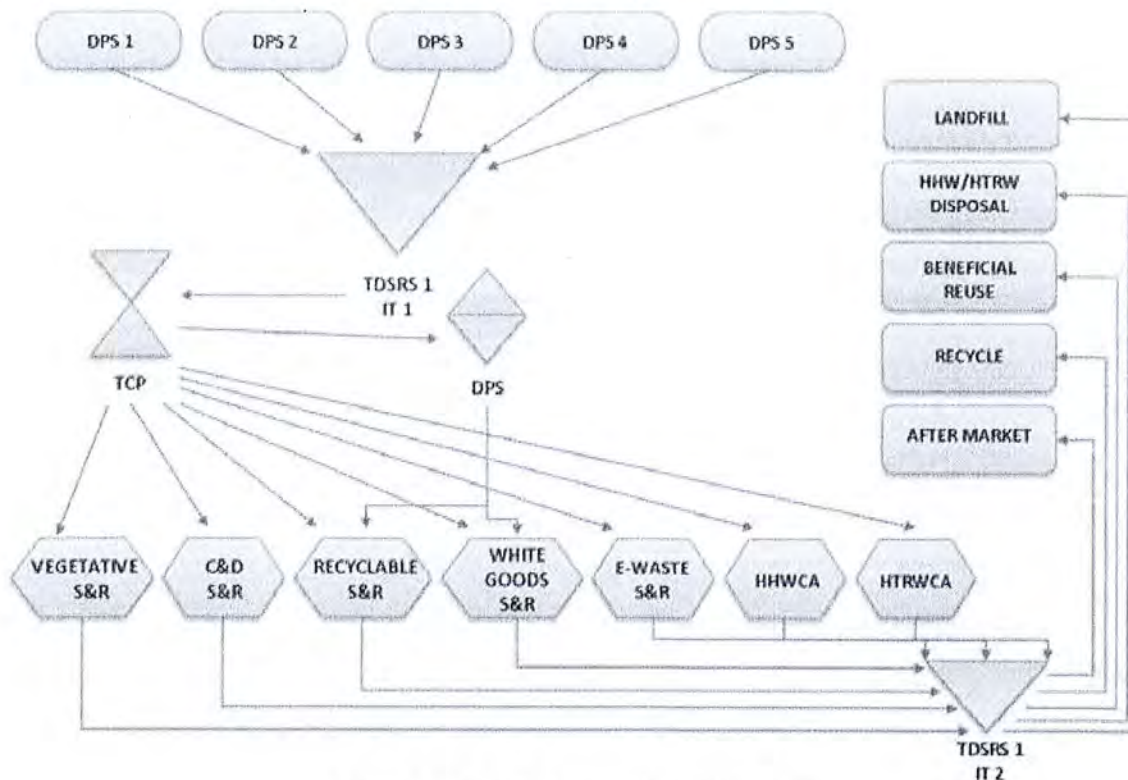 DPS 1
DPS 2
DPS 3
DPS 4
DPS 5
LANDFILL
HHW/HTRW
DISPOSAL
BENEFICIAL
REUSE
RECYCLE
AFTER MARKET
TDSRS 1
IT 1
TCP
DPS
VEGETATIVE
S&R
C&D
S&R
RECYCLABLE
S&R
WHITE
GOODS
S&R
E-WASTE
S&R
HHWCA
HTRWCA
TDSRS 1
IT 2